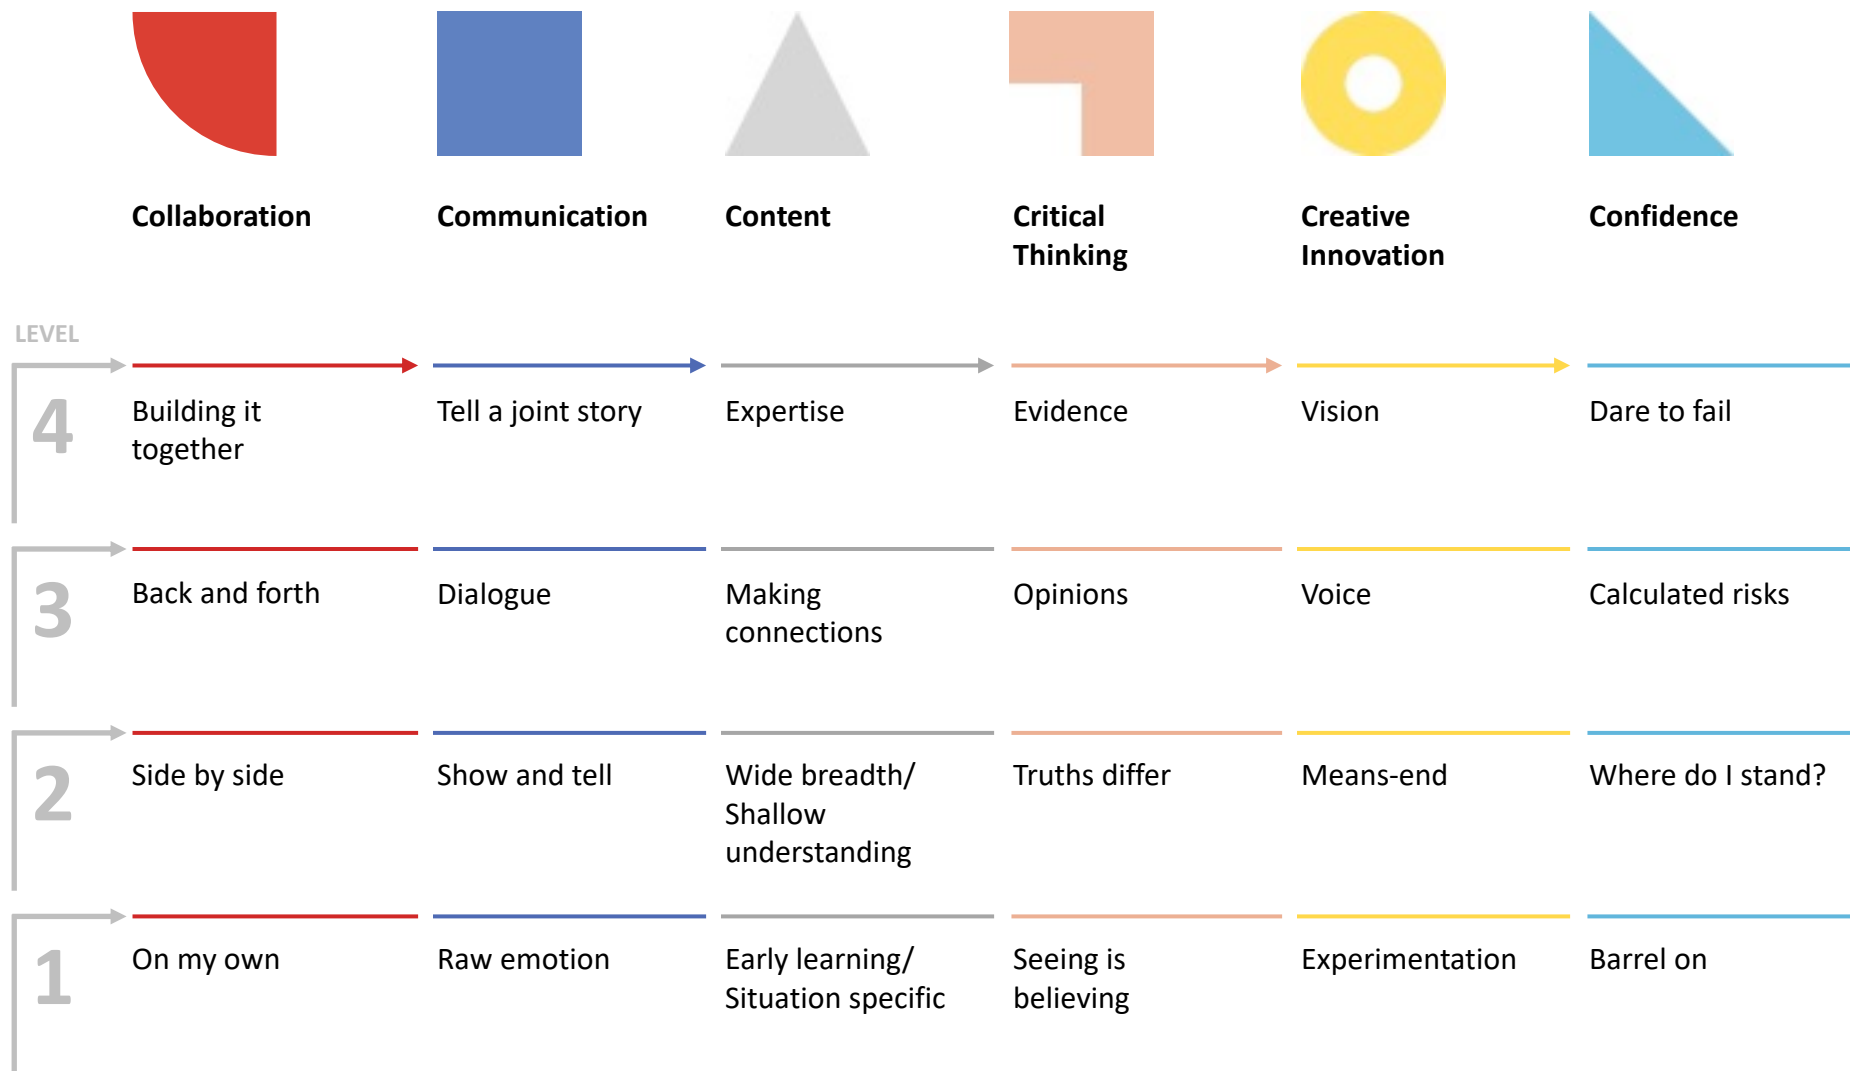 Collaboration
Communication
Content
Critical
Thinking
Creative
Innovation
Confidence
LEVEL
4
Building it
together
Tell a joint story
Expertise
Evidence
Vision
Dare to fail
3
Back and forth
Dialogue
Making
connections
Opinions
Voice
Calculated risks
2
Side by side
Show and tell
Wide breadth/
Shallow
understanding
Truths differ
Means-end
Where do I stand?
1
On my own
Raw emotion
Early learning/
Situation specific
Seeing is
believing
Experimentation
Barrel on